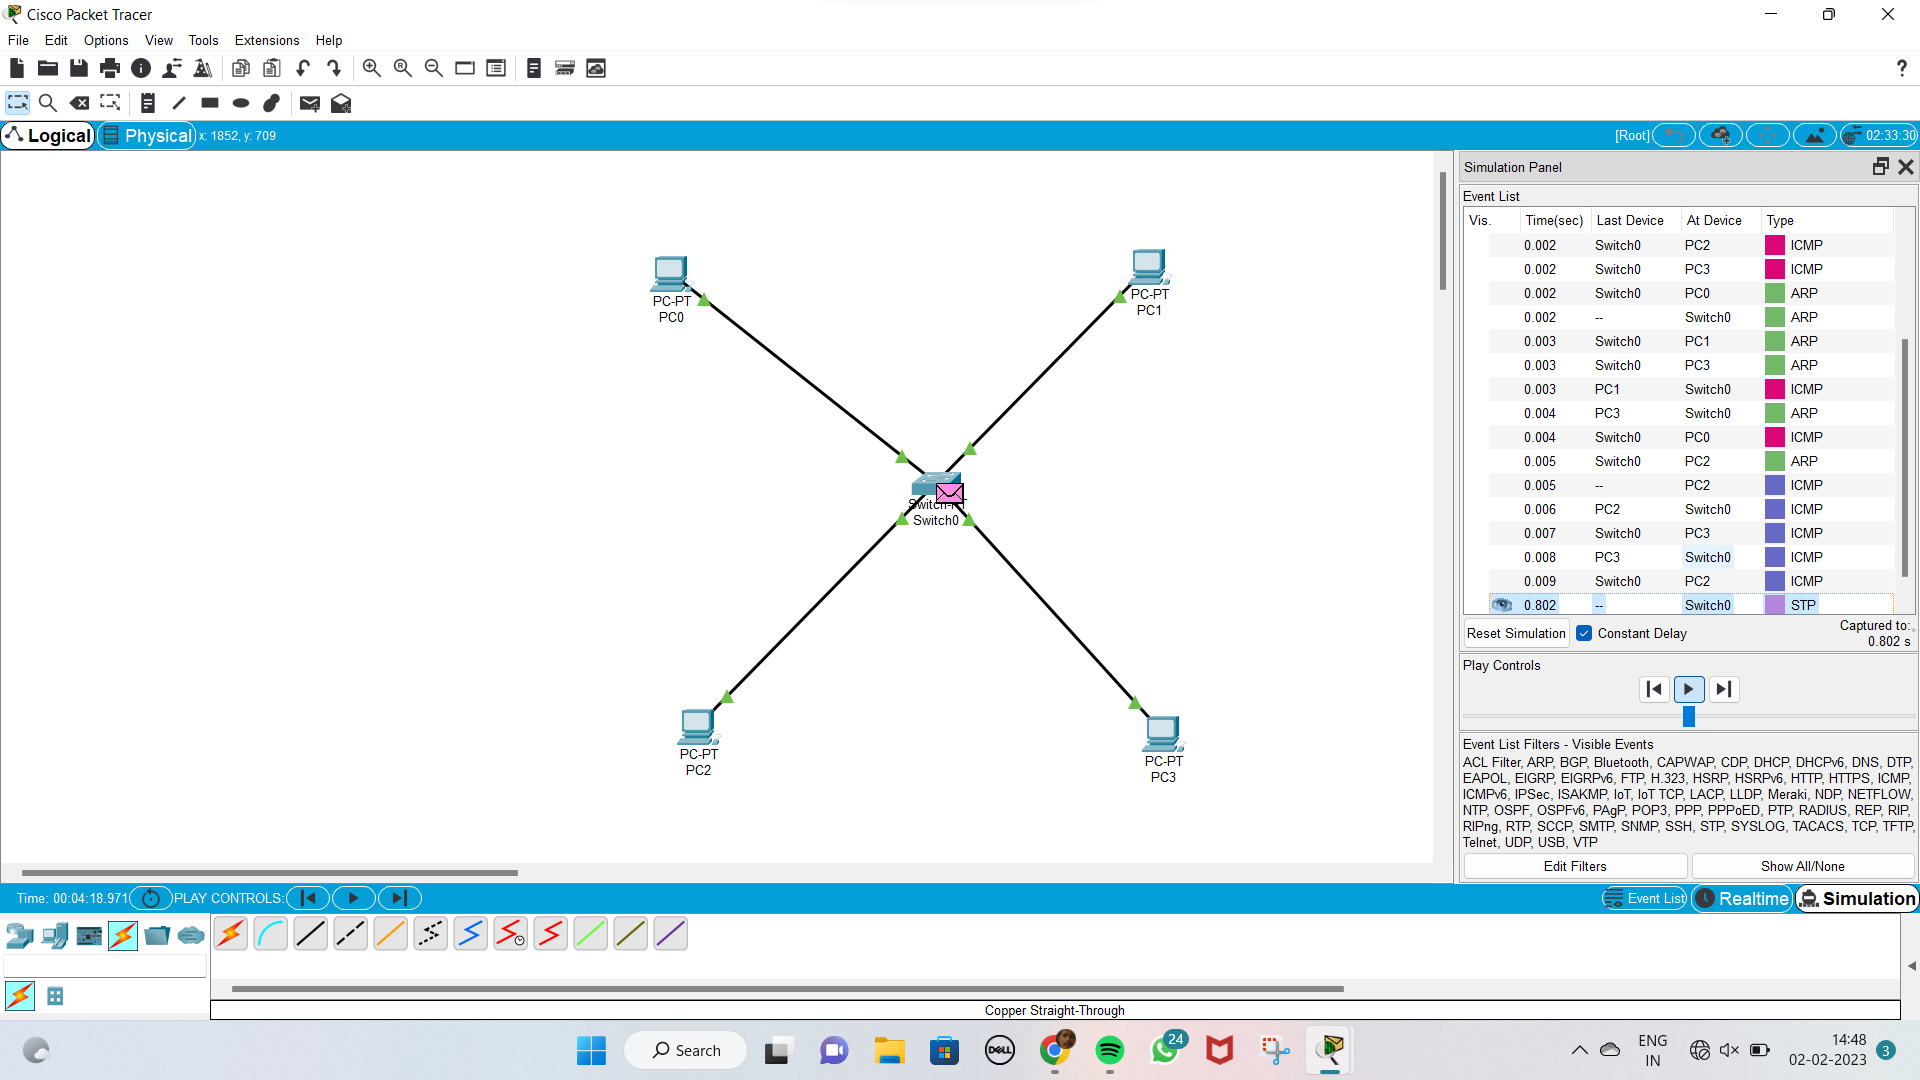 Cisco Packet Tracer
File Edit Options View Tools Extensions Help
?
Logical Physical x: 1852, y: 709 [Root] 02:33:30
Simulation Panel
Event List
Vis. Time(sec) Last Device At Device Type
0.002 Switch0 PC2 ICMP
0.002 Switch0 PC3 ICMP
0.002 Switch0 PC0 ARP
0.002 -- Switch0 ARP
0.003 Switch0 PC1 ARP
0.003 Switch0 PC3 ARP
0.003 PC1 Switch0 ICMP
0.004 PC3 Switch0 ARP
0.004 Switch0 PC0 ICMP
0.005 Switch0 PC2 ARP
0.005 -- PC2 ICMP
0.006 PC2 Switch0 ICMP
0.007 Switch0 PC3 ICMP
0.008 PC3 Switch0 ICMP
0.009 Switch0 PC2 ICMP
0.802 -- Switch0 STP
Reset Simulation Constant Delay Captured to:
0.802 s
Play Controls
Event List Filters - Visible Events
ACL Filter, ARP, BGP, Bluetooth, CAPWAP, CDP, DHCP, DHCPv6, DNS, DTP,
EAPOL, EIGRP, EIGRPv6, FTP, H.323, HSRP, HSRPv6, HTTP, HTTPS, ICMP,
ICMPv6, IPSec, ISAKMP, IoT, IoT TCP, LACP, LLDP, Meraki, NDP, NETFLOW,
NTP, OSPF, OSPFv6, PAgP, POP3, PPP, PPPoED, PTP, RADIUS, REP, RIP,
RIPng, RTP, SCCP, SMTP, SNMP, SSH, STP, SYSLOG, TACACS, TCP, TFTP,
Telnet, UDP, USB, VTP
Edit Filters Show All/None
PC-PT
PC0
PC-PT
PC1
Switch-PT
Switch0
PC-PT
PC2
PC-PT
PC3
Time: 00:04:18.971 PLAY CONTROLS: Event List Realtime Simulation
Copper Straight-Through
Search
DELL
24
ENG
IN
14:48
02-02-2023
3